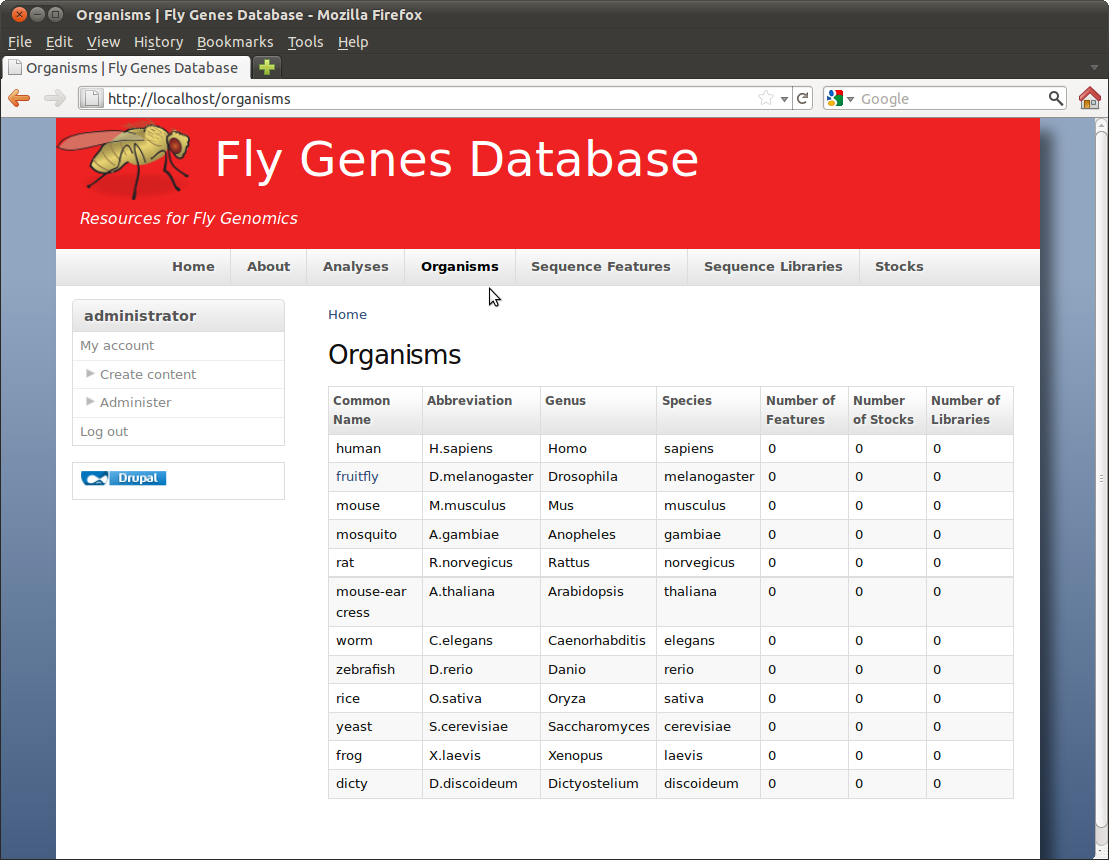 Organisms | Fly Genes Database - Mozilla Firefox
File Edit View History Bookmarks Tools Help
Organisms | Fly Genes Database
http://localhost/organisms Google
Fly Genes Database
Resources for Fly Genomics
Home About Analyses Organisms Sequence Features Sequence Libraries Stocks
administrator
My account
Create content
Administer
Log out
Drupal
Home
Organisms
Common Name Abbreviation Genus Species Number of Features Number of Stocks Number of Libraries
human H.sapiens Homo sapiens 0 0 0
fruitfly D.melanogaster Drosophila melanogaster 0 0 0
mouse M.musculus Mus musculus 0 0 0
mosquito A.gambiae Anopheles gambiae 0 0 0
rat R.norvegicus Rattus norvegicus 0 0 0
mouse-ear cress A.thaliana Arabidopsis thaliana 0 0 0
worm C.elegans Caenorhabditis elegans 0 0 0
zebrafish D.rerio Danio rerio 0 0 0
rice O.sativa Oryza sativa 0 0 0
yeast S.cerevisiae Saccharomyces cerevisiae 0 0 0
frog X.laevis Xenopus laevis 0 0 0
dicty D.discoideum Dictyostelium discoideum 0 0 0